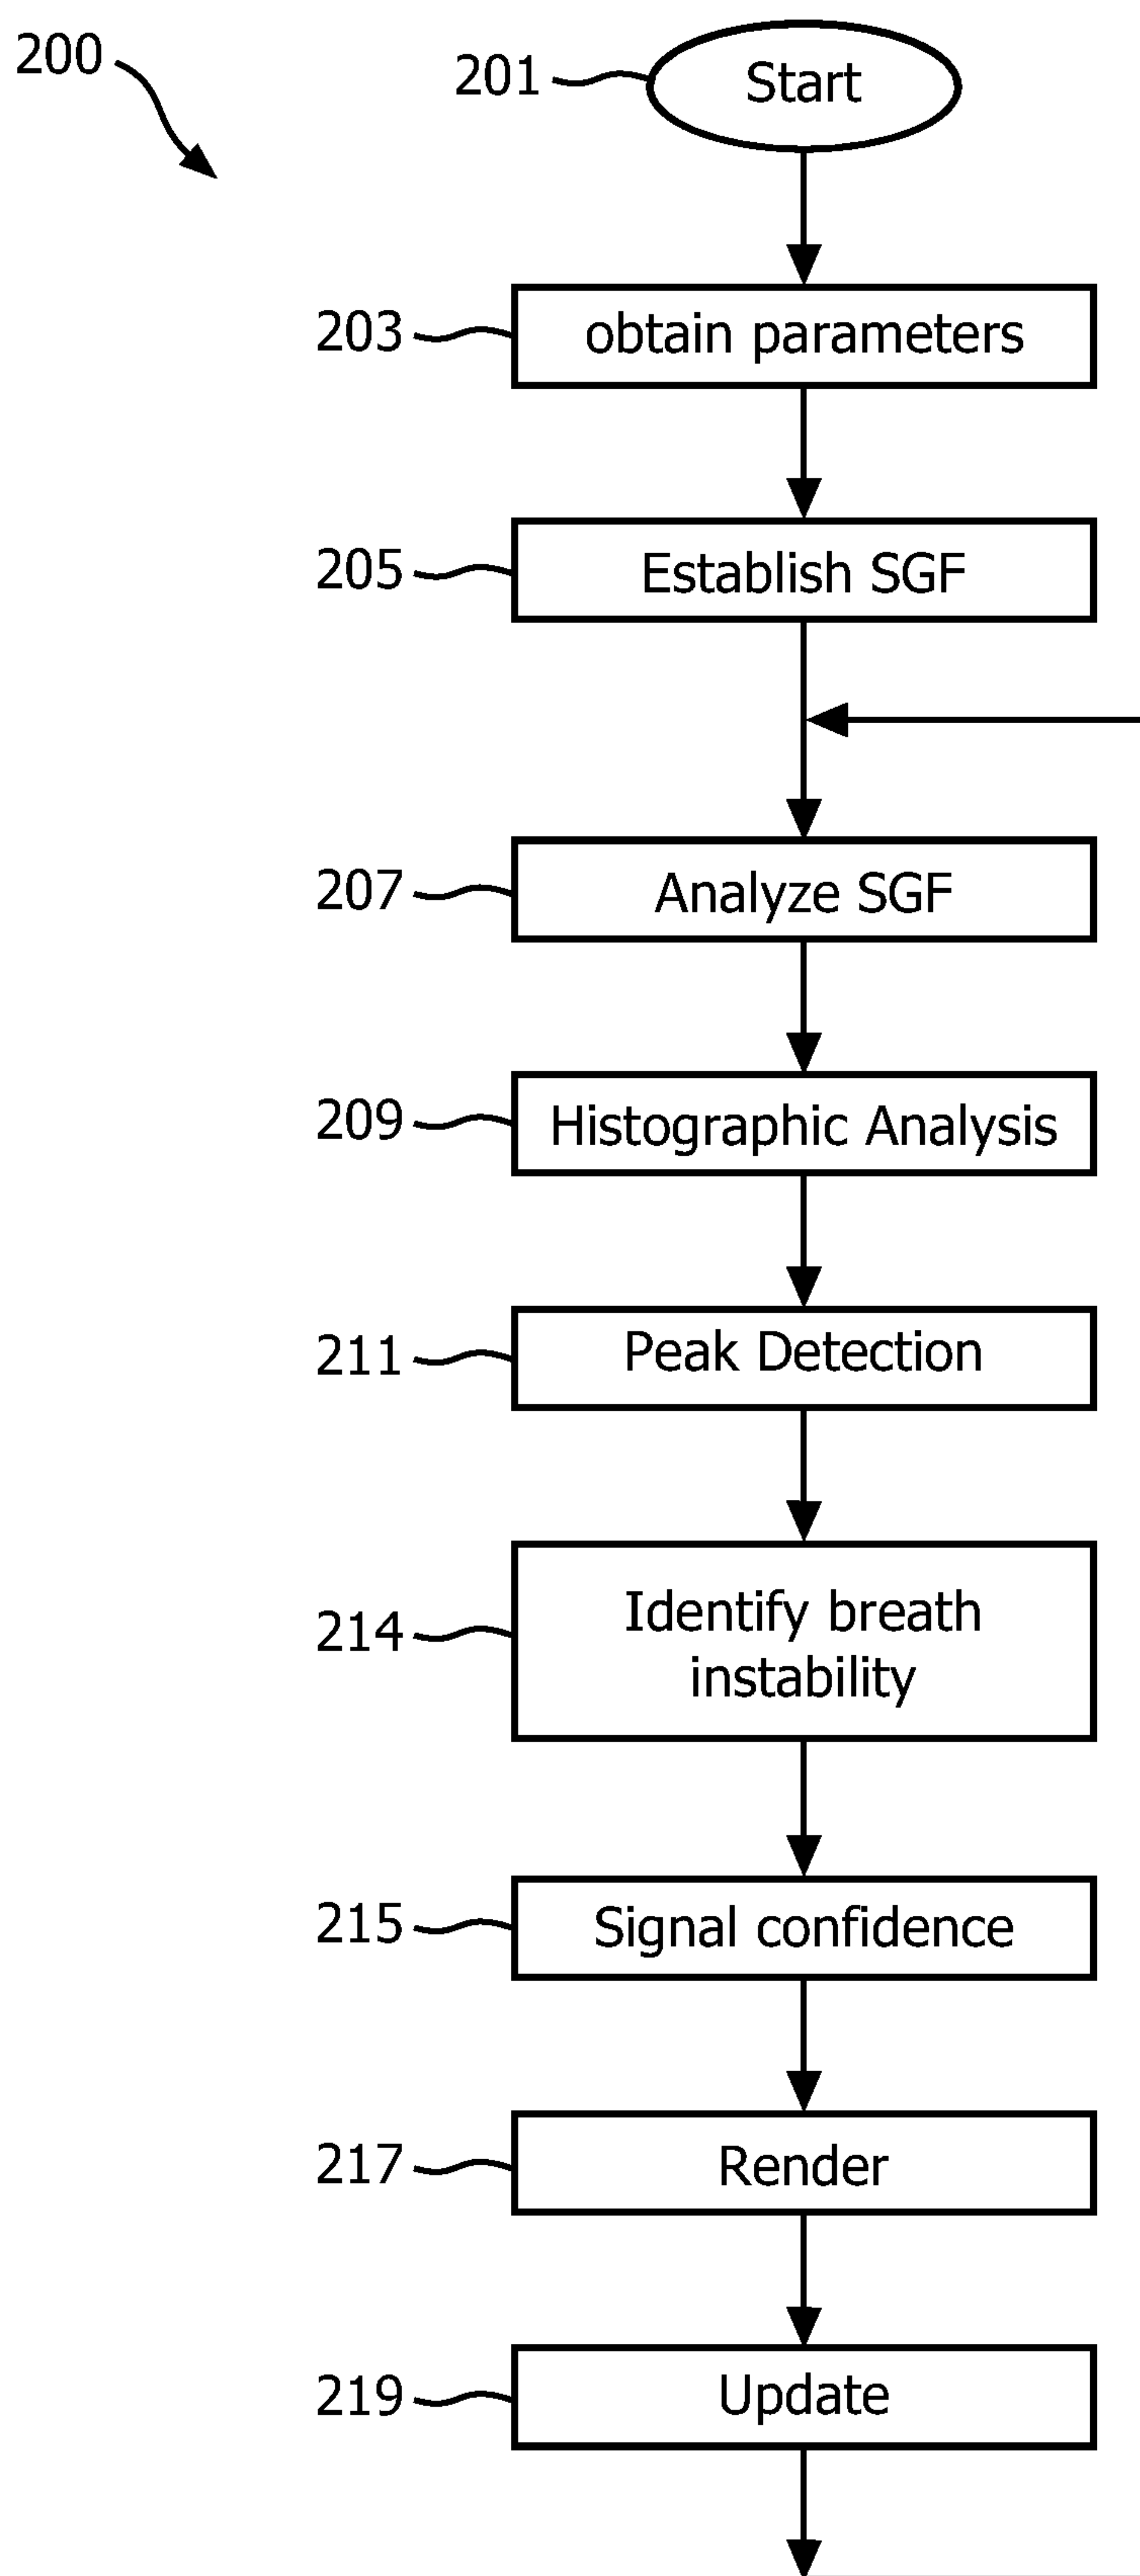 200
201 Start
203 obtain parameters
205 Establish SGF
207 Analyze SGF
209 Histographic Analysis
211 Peak Detection
214 Identify breath
instability
215 Signal confidence
217 Render
219 Update